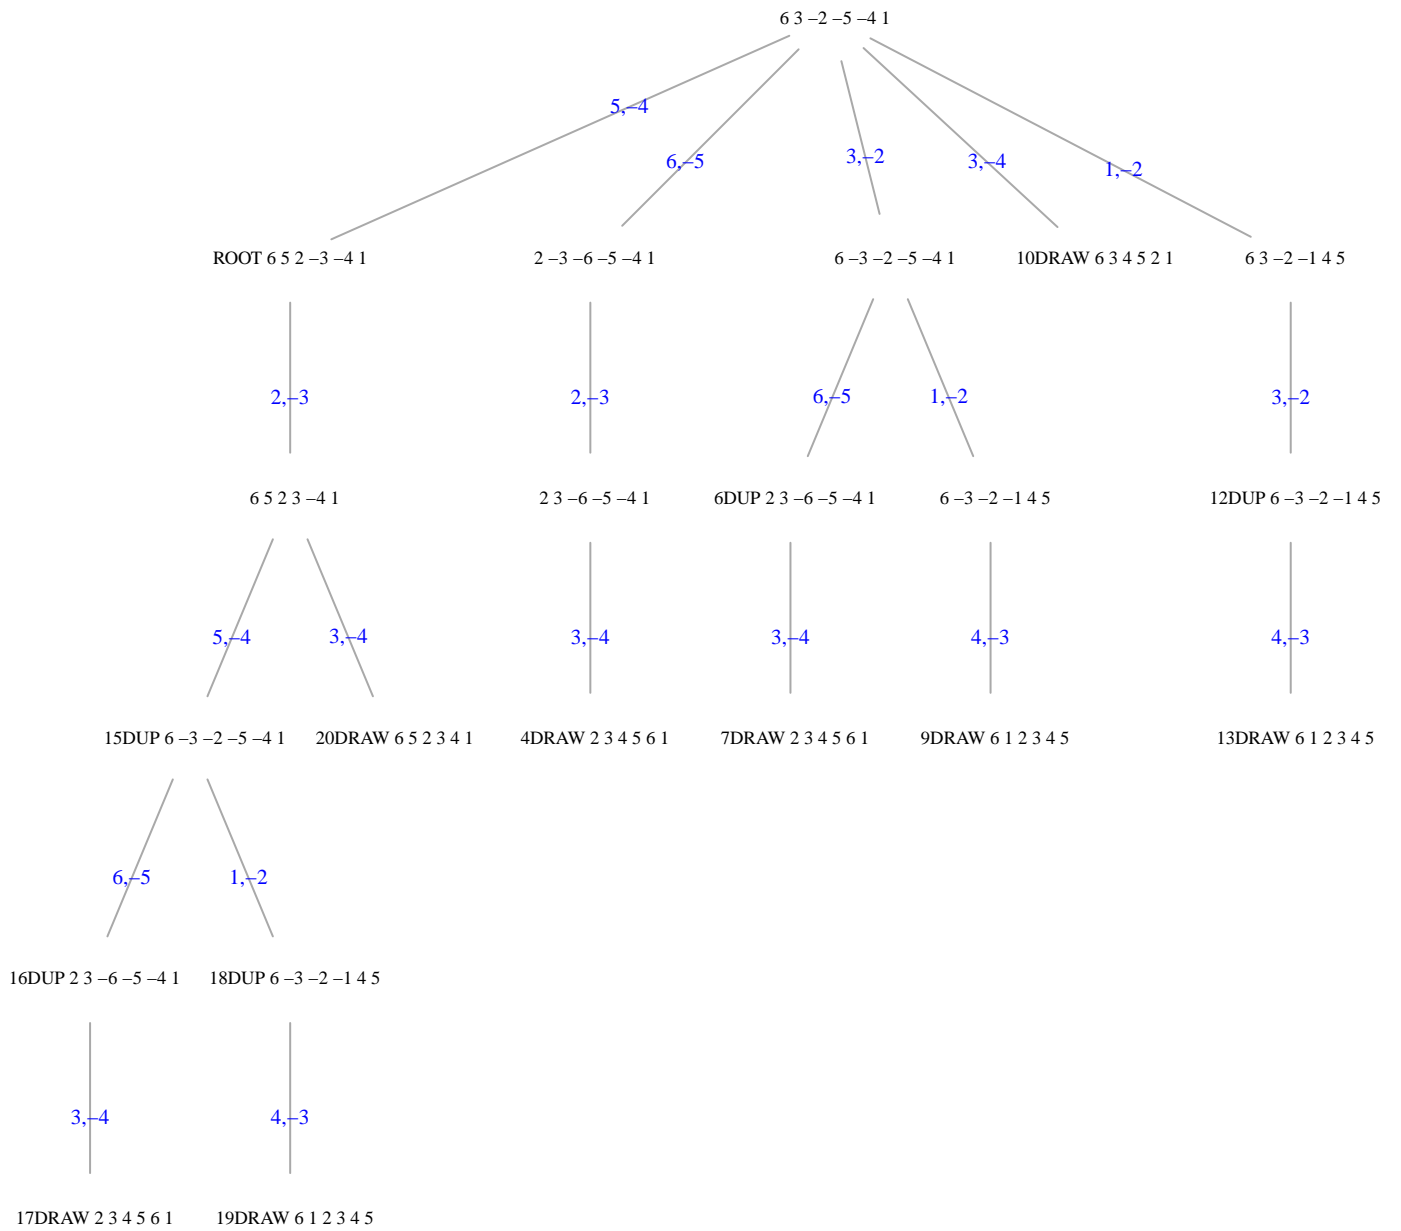 6 3 –2 –5 –4 1
5,–4
6,–5
3,–2
3,–4
1,–2
ROOT 6 5 2 –3 –4 1
2 –3 –6 –5 –4 1
6 –3 –2 –5 –4 1
10DRAW 6 3 4 5 2 1
6 3 –2 –1 4 5
2,–3
2,–3
6,–5
1,–2
3,–2
6 5 2 3 –4 1
2 3 –6 –5 –4 1
6DUP 2 3 –6 –5 –4 1
6 –3 –2 –1 4 5
12DUP 6 –3 –2 –1 4 5
5,–4
3,–4
3,–4
3,–4
4,–3
4,–3
15DUP 6 –3 –2 –5 –4 1
20DRAW 6 5 2 3 4 1
4DRAW 2 3 4 5 6 1
7DRAW 2 3 4 5 6 1
9DRAW 6 1 2 3 4 5
13DRAW 6 1 2 3 4 5
6,–5
1,–2
16DUP 2 3 –6 –5 –4 1
18DUP 6 –3 –2 –1 4 5
3,–4
4,–3
17DRAW 2 3 4 5 6 1
19DRAW 6 1 2 3 4 5